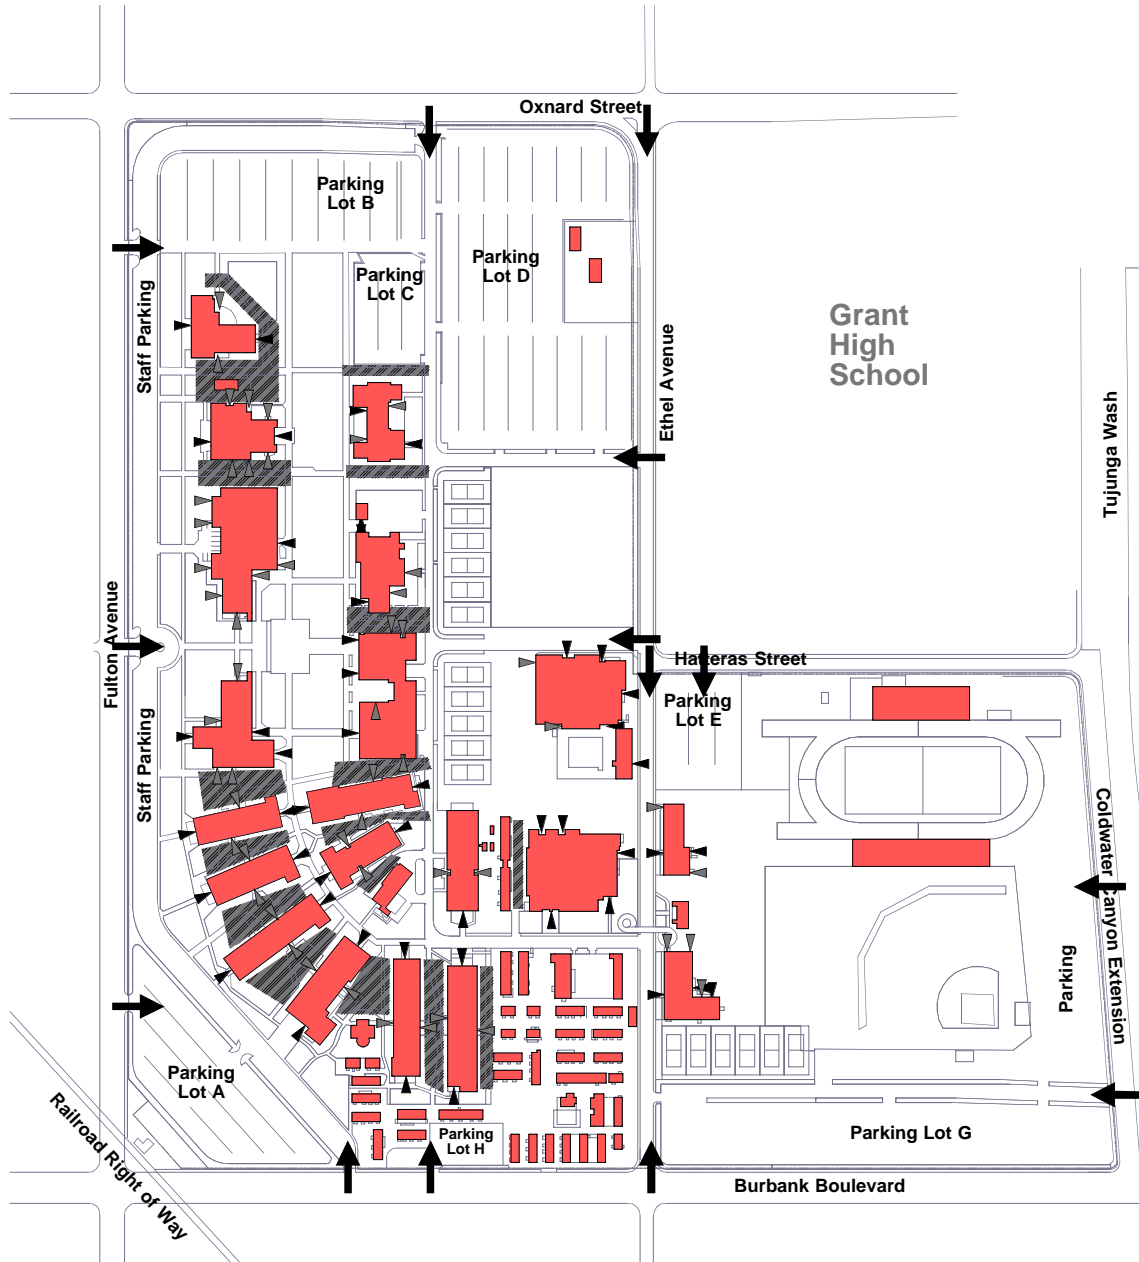 Oxnard Street
Parking
Lot B
Parking
Lot C
Parking
Lot D
Staff Parking
Grant
High
School
Ethel Avenue
Tujunga Wash
Fulton Avenue
Hatteras Street
Parking
Lot E
Staff Parking
Coldwater Canyon Extension
Parking
Parking
Lot A
Railroad Right of Way
Parking
Lot H
Parking Lot G
Burbank Boulevard